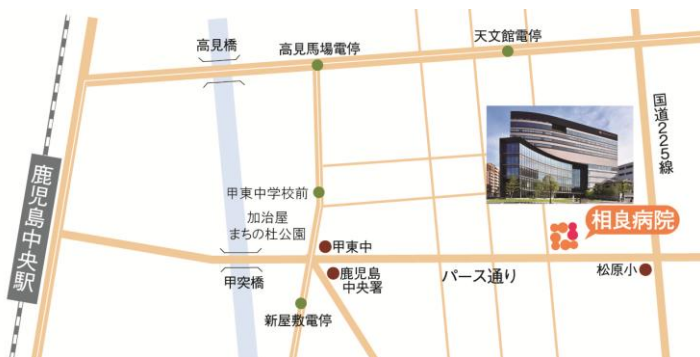 高見橋
高見馬場電停
天文館電停
国道225線
鹿児島中央駅
甲東中学校前
加治屋
まちの杜公園
相良病院
甲東中
甲突橋
鹿児島
中央署
パース通り
松原小
新屋敷電停